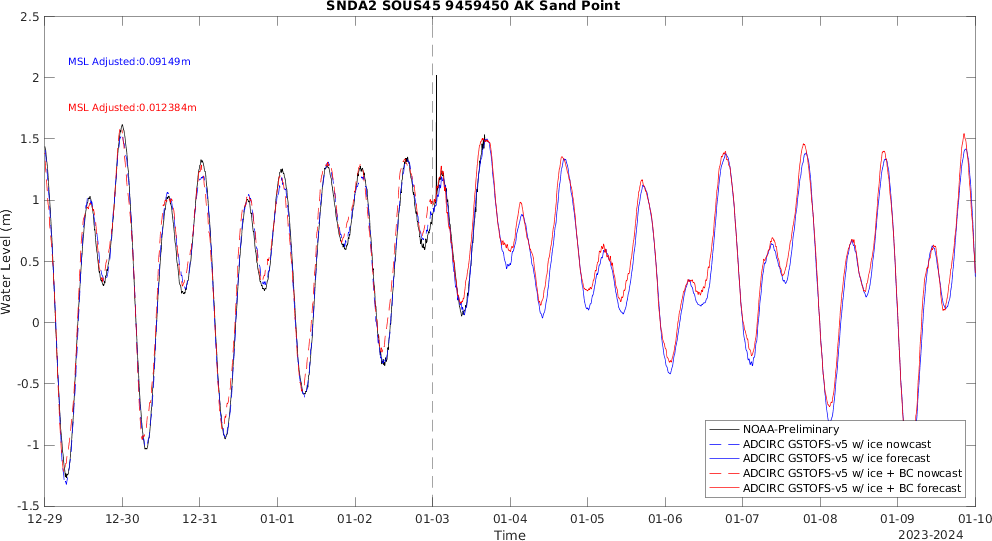 SNDA2 SOUS45 9459450 AK Sand Point
2.5
2
1.5
1
0.5
0
-0.5
-1
-1.5
Water Level (m)
MSL Adjusted:0.09149m
MSL Adjusted:0.012384m
NOAA-Preliminary
ADCIRC GSTOFS-v5 w/ ice nowcast
ADCIRC GSTOFS-v5 w/ ice forecast
ADCIRC GSTOFS-v5 w/ ice + BC nowcast
ADCIRC GSTOFS-v5 w/ ice + BC forecast
12-29 12-30 12-31 01-01 01-02 01-03 01-04 01-05 01-06 01-07 01-08 01-09 01-10
Time
2023-2024